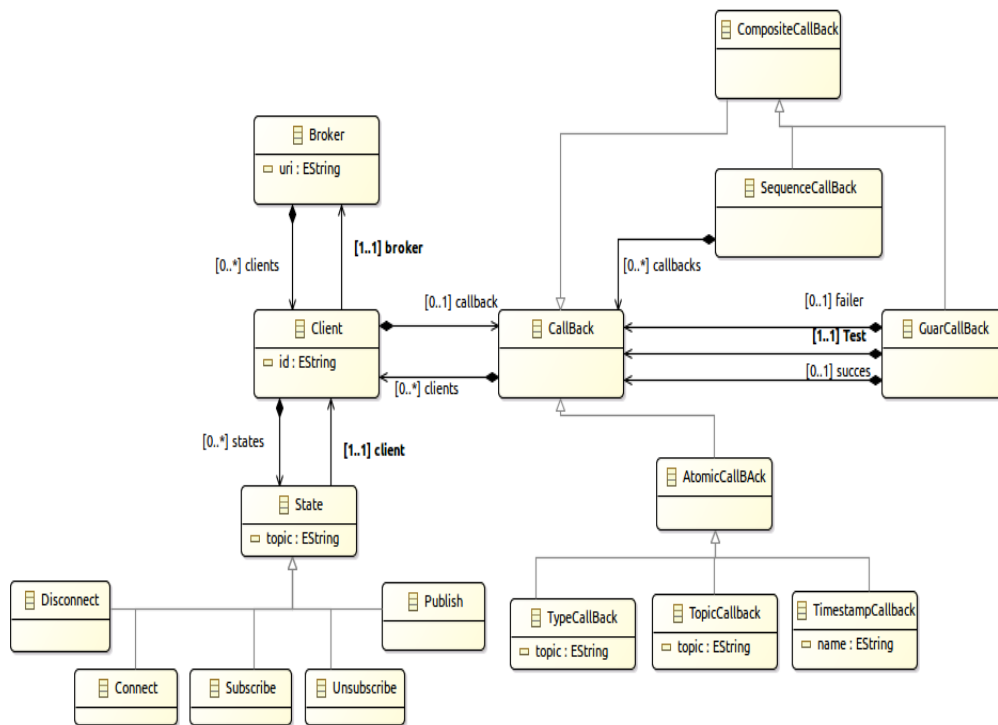 CompositeCallBack
Broker
uri : EString
SequenceCallBack
[1..1] broker
[0..*] clients
[0..*] callbacks
[0..1] callback
[0..1] failer
Client
CallBack
GuarCallBack
[1..1] Test
id : EString
[0..1] succes
[0..*] clients
[0..*] states
[1..1] client
AtomicCallBAck
State
topic : EString
Disconnect
Publish
TypeCallBack
TopicCallback
TimestampCallback
topic : EString
topic : EString
name : EString
Connect
Subscribe
Unsubscribe